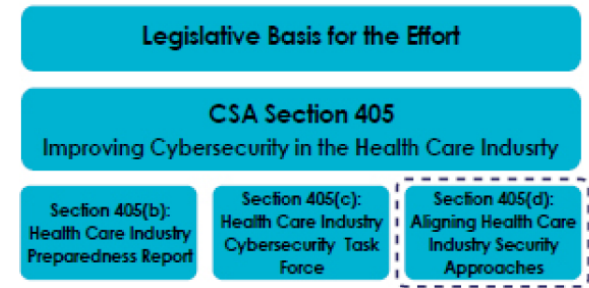 Legislative Basis for the Effort
CSA Section 405
Improving Cybersecurity in the Health Care Indusrty
Section 405(b):
Health Care Industry
Preparedness Report
Section 405(c):
Health Care Industry
Cybersecurity Task
Force
Section 405(d):
Aligning Health Care
Industry Security
Approaches